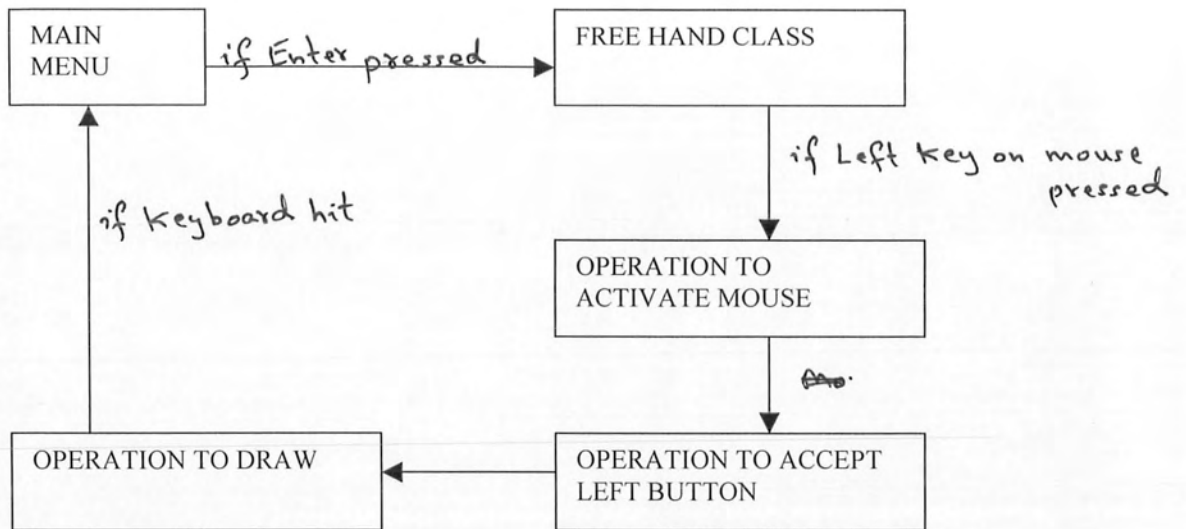 MAIN
MENU
if Enter pressed
FREE HAND CLASS
if Left key on mouse
pressed
if keyboard hit
OPERATION TO
ACTIVATE MOUSE
OPERATION TO DRAW
OPERATION TO ACCEPT
LEFT BUTTON